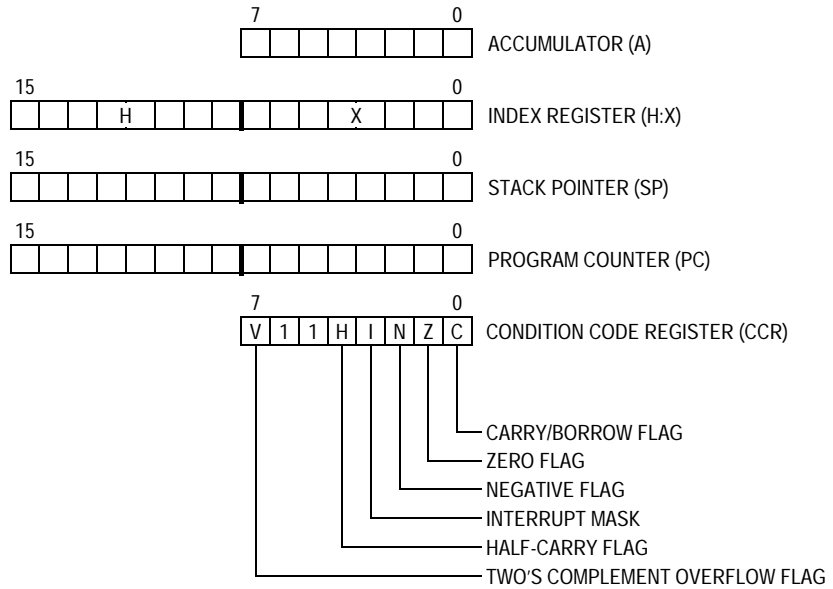 7 0
ACCUMULATOR (A)
15 0
H X INDEX REGISTER (H:X)
15 0
STACK POINTER (SP)
15 0
PROGRAM COUNTER (PC)
7 0
V 1 1 H I N Z C CONDITION CODE REGISTER (CCR)
CARRY/BORROW FLAG
ZERO FLAG
NEGATIVE FLAG
INTERRUPT MASK
HALF-CARRY FLAG
TWO'S COMPLEMENT OVERFLOW FLAG